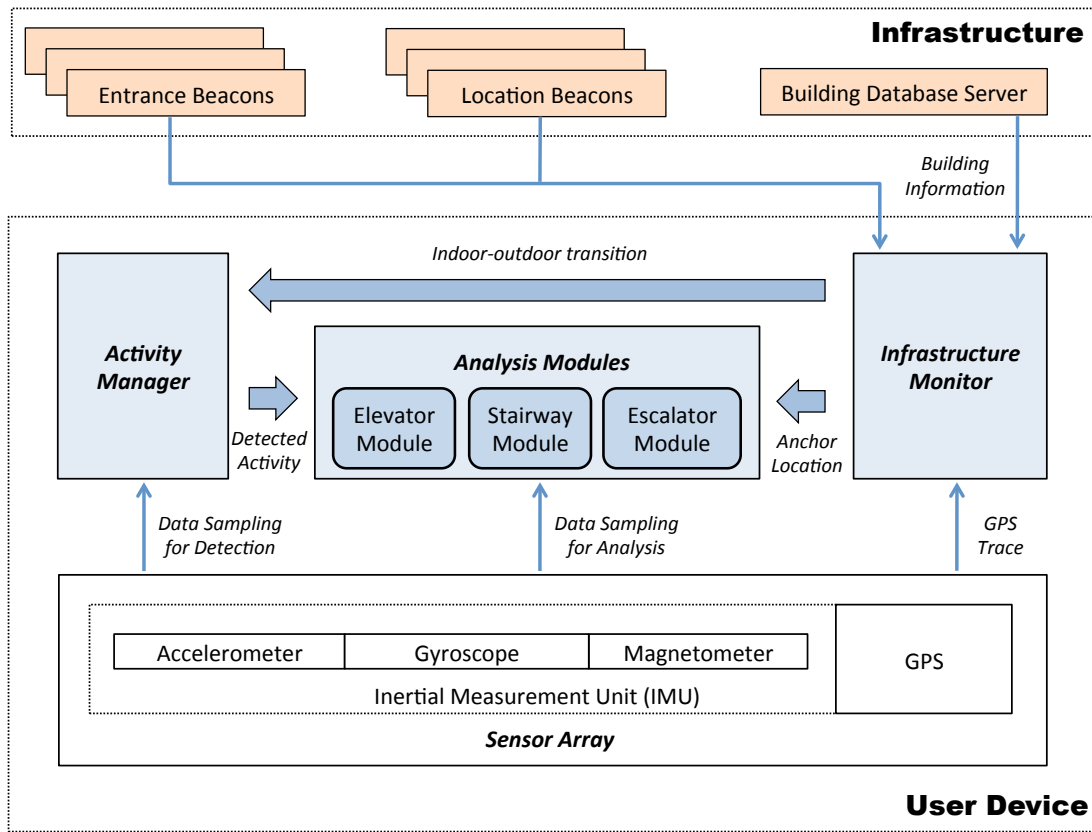 Infrastructure
Entrance Beacons
Location Beacons
Building Database Server
Building
Information
Indoor-outdoor transition
Activity
Manager
Analysis Modules
Infrastructure
Monitor
Elevator
Module
Stairway
Module
Escalator
Module
Detected
Activity
Anchor
Location
Data Sampling
for Detection
Data Sampling
for Analysis
GPS
Trace
Accelerometer
Gyroscope
Magnetometer
GPS
Inertial Measurement Unit (IMU)
Sensor Array
User Device